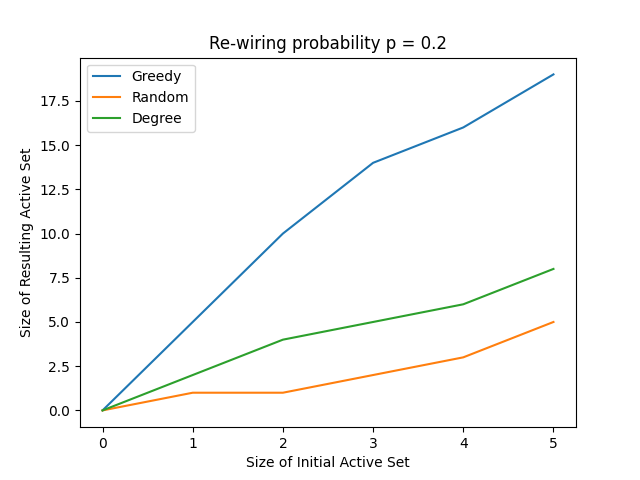 Re-wiring probability p = 0.2
Greedy
Random
Degree
Size of Resulting Active Set
17.5
15.0
12.5
10.0
7.5
5.0
2.5
0.0
0 1 2 3 4 5
Size of Initial Active Set